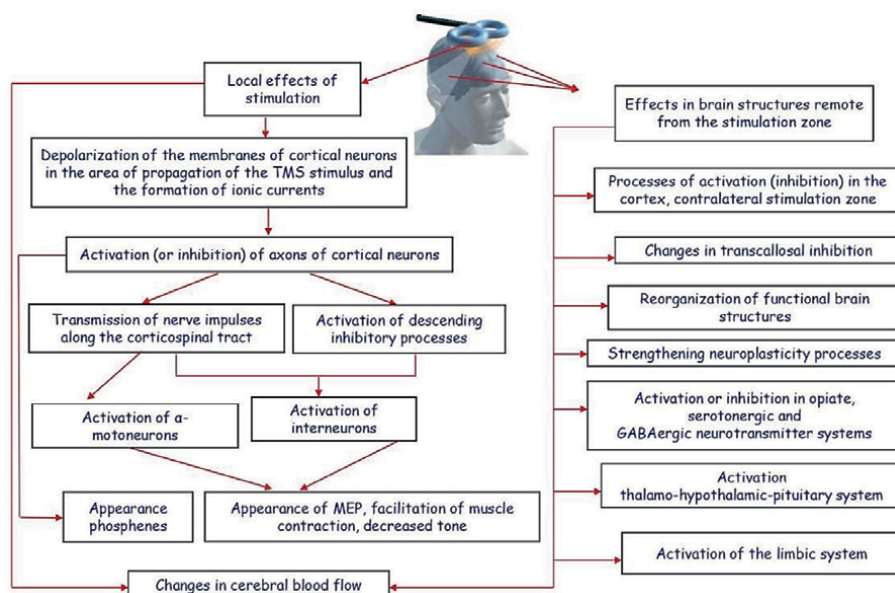 Local effects of
stimulation
Depolarization of the membranes of cortical neurons
in the area of propagation of the TMS stimulus and
the formation of ionic currents
Activation (or inhibition) of axons of cortical neurons
Transmission of nerve impulses
along the corticospinal tract
Activation of descending
inhibitory processes
Activation of α-
motoneurons
Activation of
interneurons
Appearance
phosphenes
Appearance of MEP, facilitation of muscle
contraction, decreased tone
Changes in cerebral blood flow
Effects in brain structures remote
from the stimulation zone
Processes of activation (inhibition) in the
cortex, contralateral stimulation zone
Changes in transcallosal inhibition
Reorganization of functional brain
structures
Strengthening neuroplasticity processes
Activation or inhibition in opiate,
serotonergic and
GABAergic neurotransmitter systems
Activation
thalamo-hypothalamic-pituitary system
Activation of the limbic system